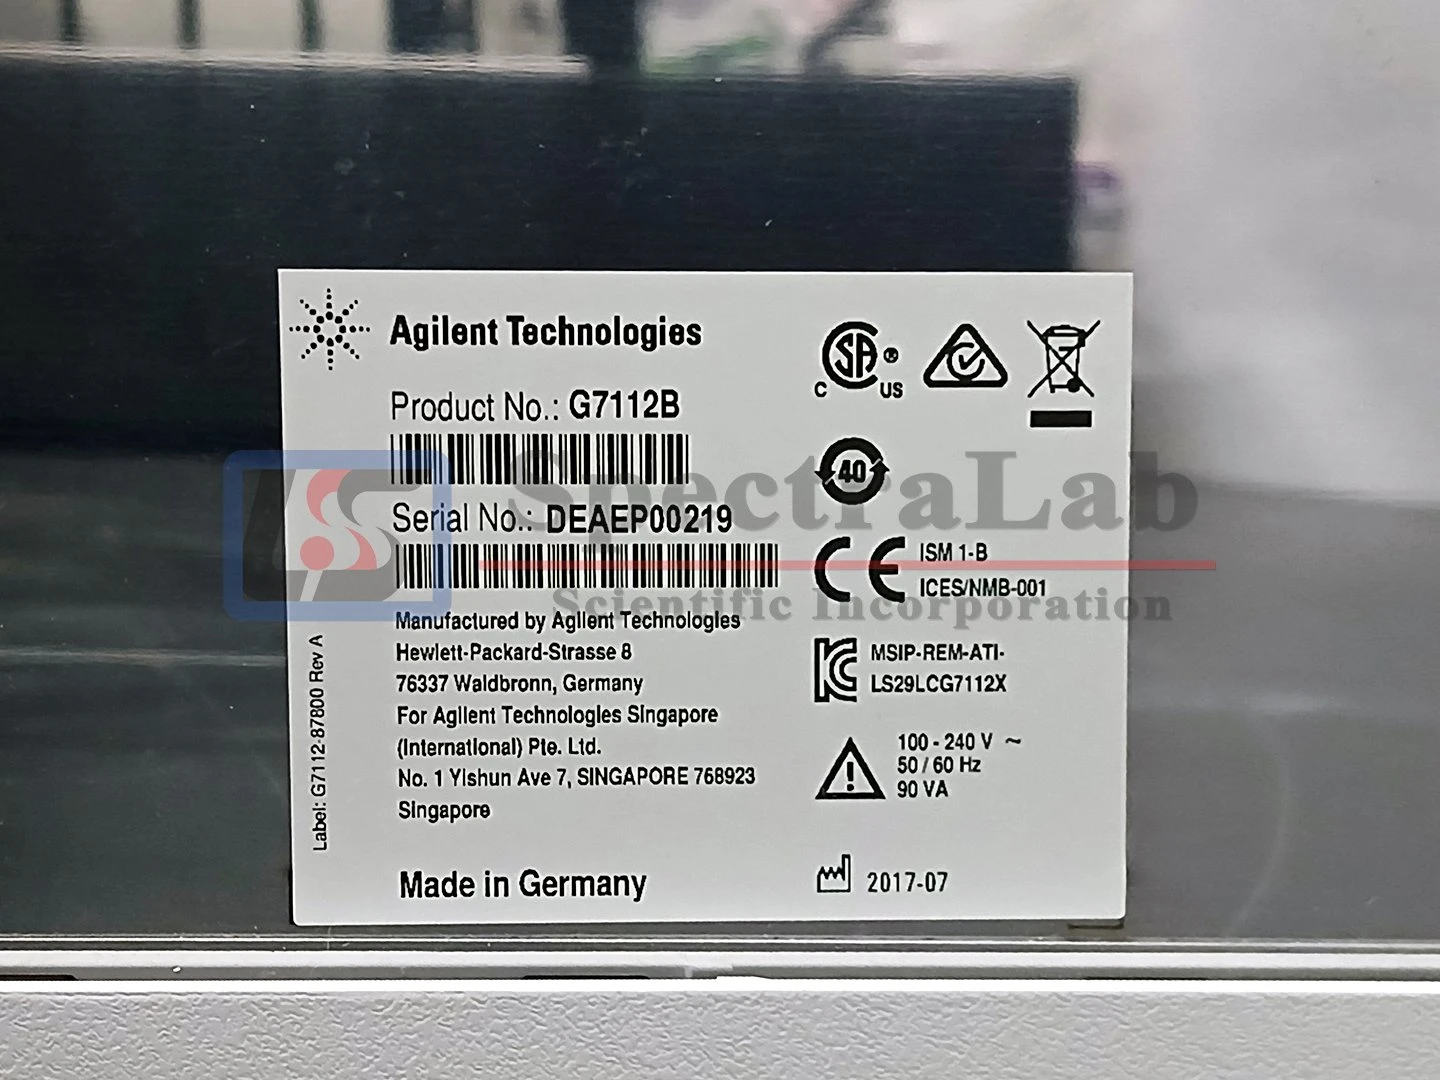 Agilent Technologies
Product No.: G7112B
Serial No.: DEAEP00219
Manufactured by Agilent Technologies
Hewlett-Packard-Strasse 8
76337 Waldbronn, Germany
For Agilent Technologies Singapore
(International) Pte. Ltd.
No. 1 Yishun Ave 7, SINGAPORE 768923
Singapore
Made in Germany
Label: G7112-87800 Rev A
C SA ® US
40
CE ISM 1-B
ICES/NMB-001
MSIP-REM-ATI-
LS29LCG7112X
100 - 240 V ~
50 / 60 Hz
90 VA
2017-07
SpectraLab
Scientific Incorporation